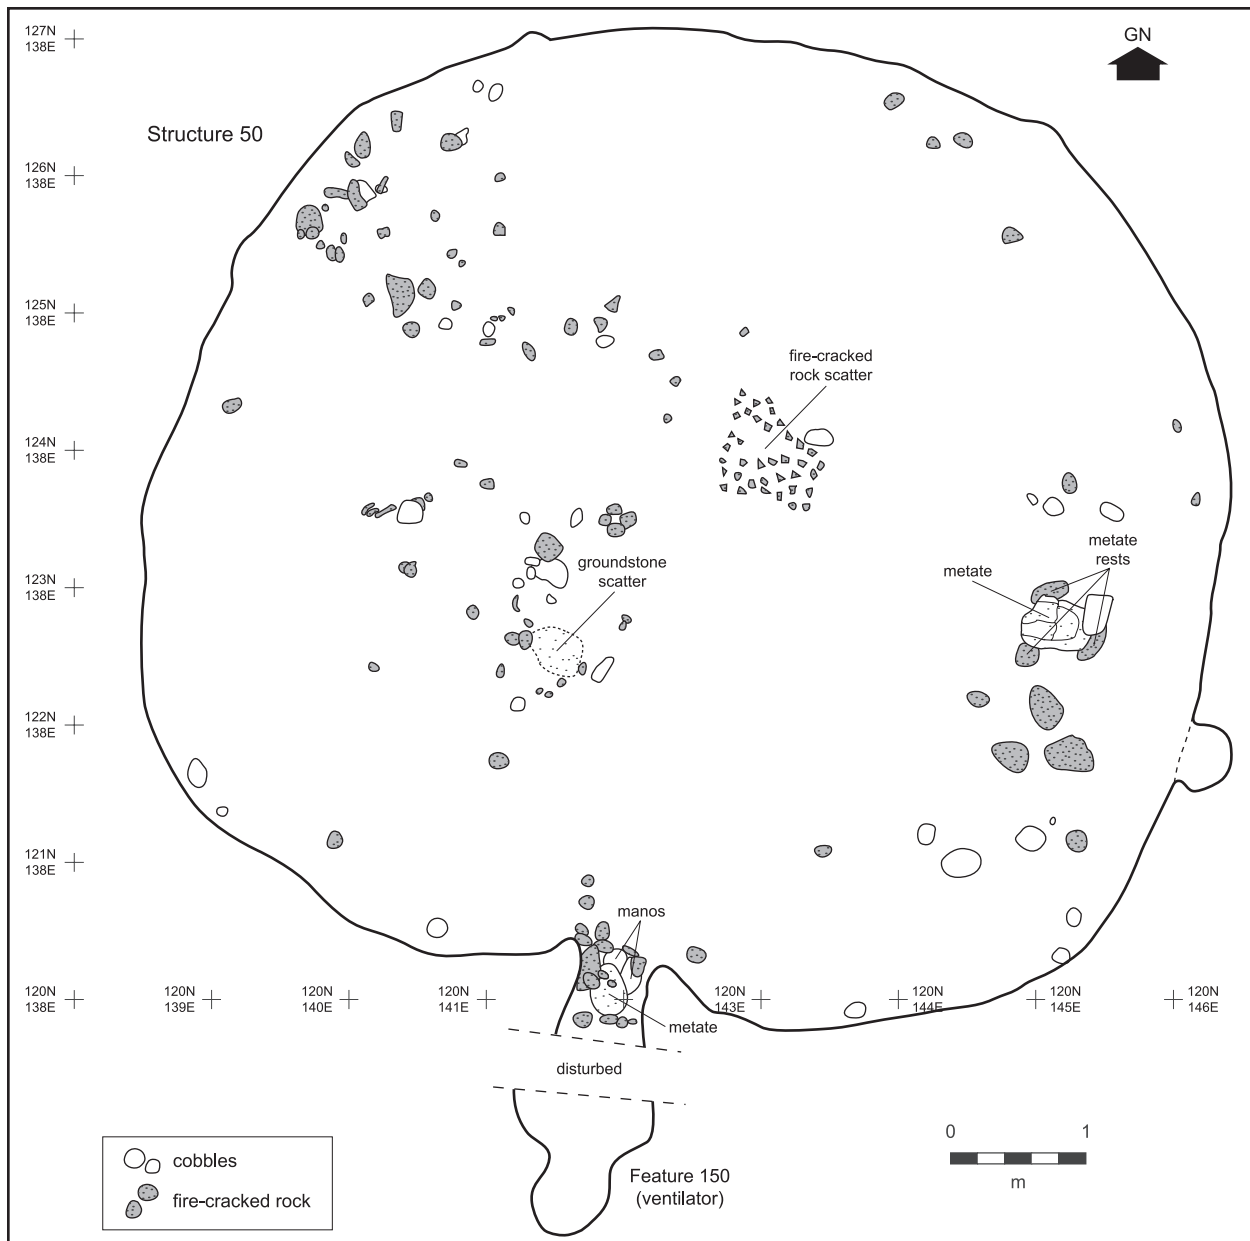 127N
138E
GN
Structure 50
126N
138E
125N
138E
fire-cracked
rock scatter
124N
138E
metate
rests
groundstone
scatter
metate
123N
138E
122N
138E
121N
138E
manos
120N
138E
120N
139E
120N
140E
120N
141E
120N
143E
120N
144E
120N
145E
120N
146E
metate
disturbed
0 1
m
cobbles
fire-cracked rock
Feature 150
(ventilator)